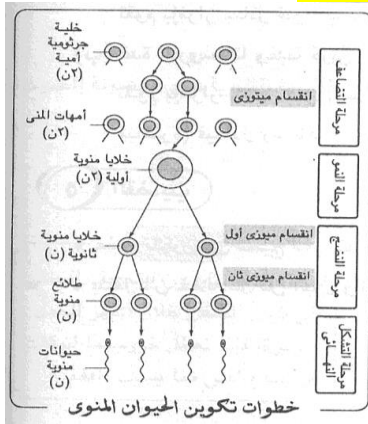 خلية
جرثومية
أمية
(٢ن)
انقسام ميتوزى
مرحلة التضاعف
أمهات المنى
(٢ن)
خلايا منوية
أولية (٢ن)
مرحلة النمو
انقسام ميوزى أول
خلايا منوية
ثانوية (ن)
مرحلة النضج
انقسام ميوزى ثان
طلائع
منوية
(ن)
حيوانات
منوية
(ن)
مرحلة التشكل
النهائى
خطوات تكوين الحيوان المنوى